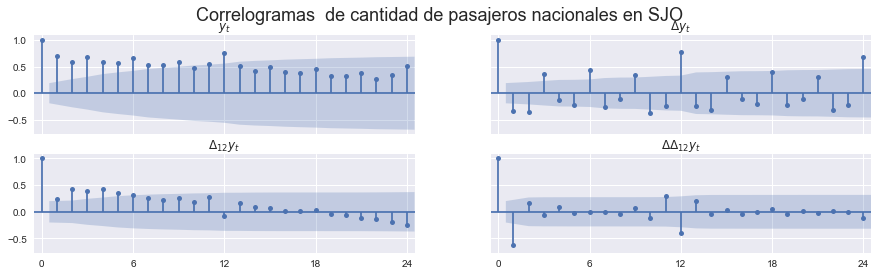 Correlogramas de cantidad de pasajeros nacionales en SJO
y_t
Δy_t
1.0
0.5
0.0
−0.5
Δ_12 y_t
ΔΔ_12 y_t
1.0
0.5
0.0
−0.5
0 6 12 18 24
0 6 12 18 24